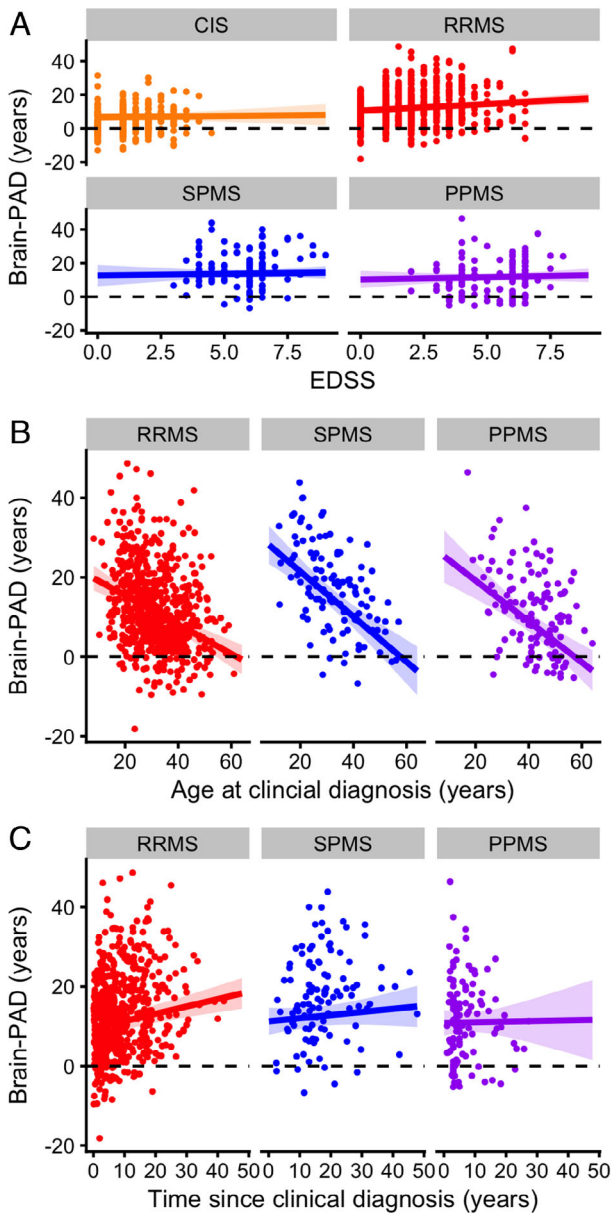 A
CIS
RRMS
40
20
0
-20
SPMS
PPMS
40
20
0
-20
Brain-PAD (years)
0.0 2.5 5.0 7.5 0.0 2.5 5.0 7.5
EDSS
B
RRMS
SPMS
PPMS
40
20
0
-20
Brain-PAD (years)
20 40 60 20 40 60 20 40 60
Age at clincial diagnosis (years)
C
RRMS
SPMS
PPMS
40
20
0
-20
Brain-PAD (years)
0 10 20 30 40 50 0 10 20 30 40 50 0 10 20 30 40 50
Time since clinical diagnosis (years)